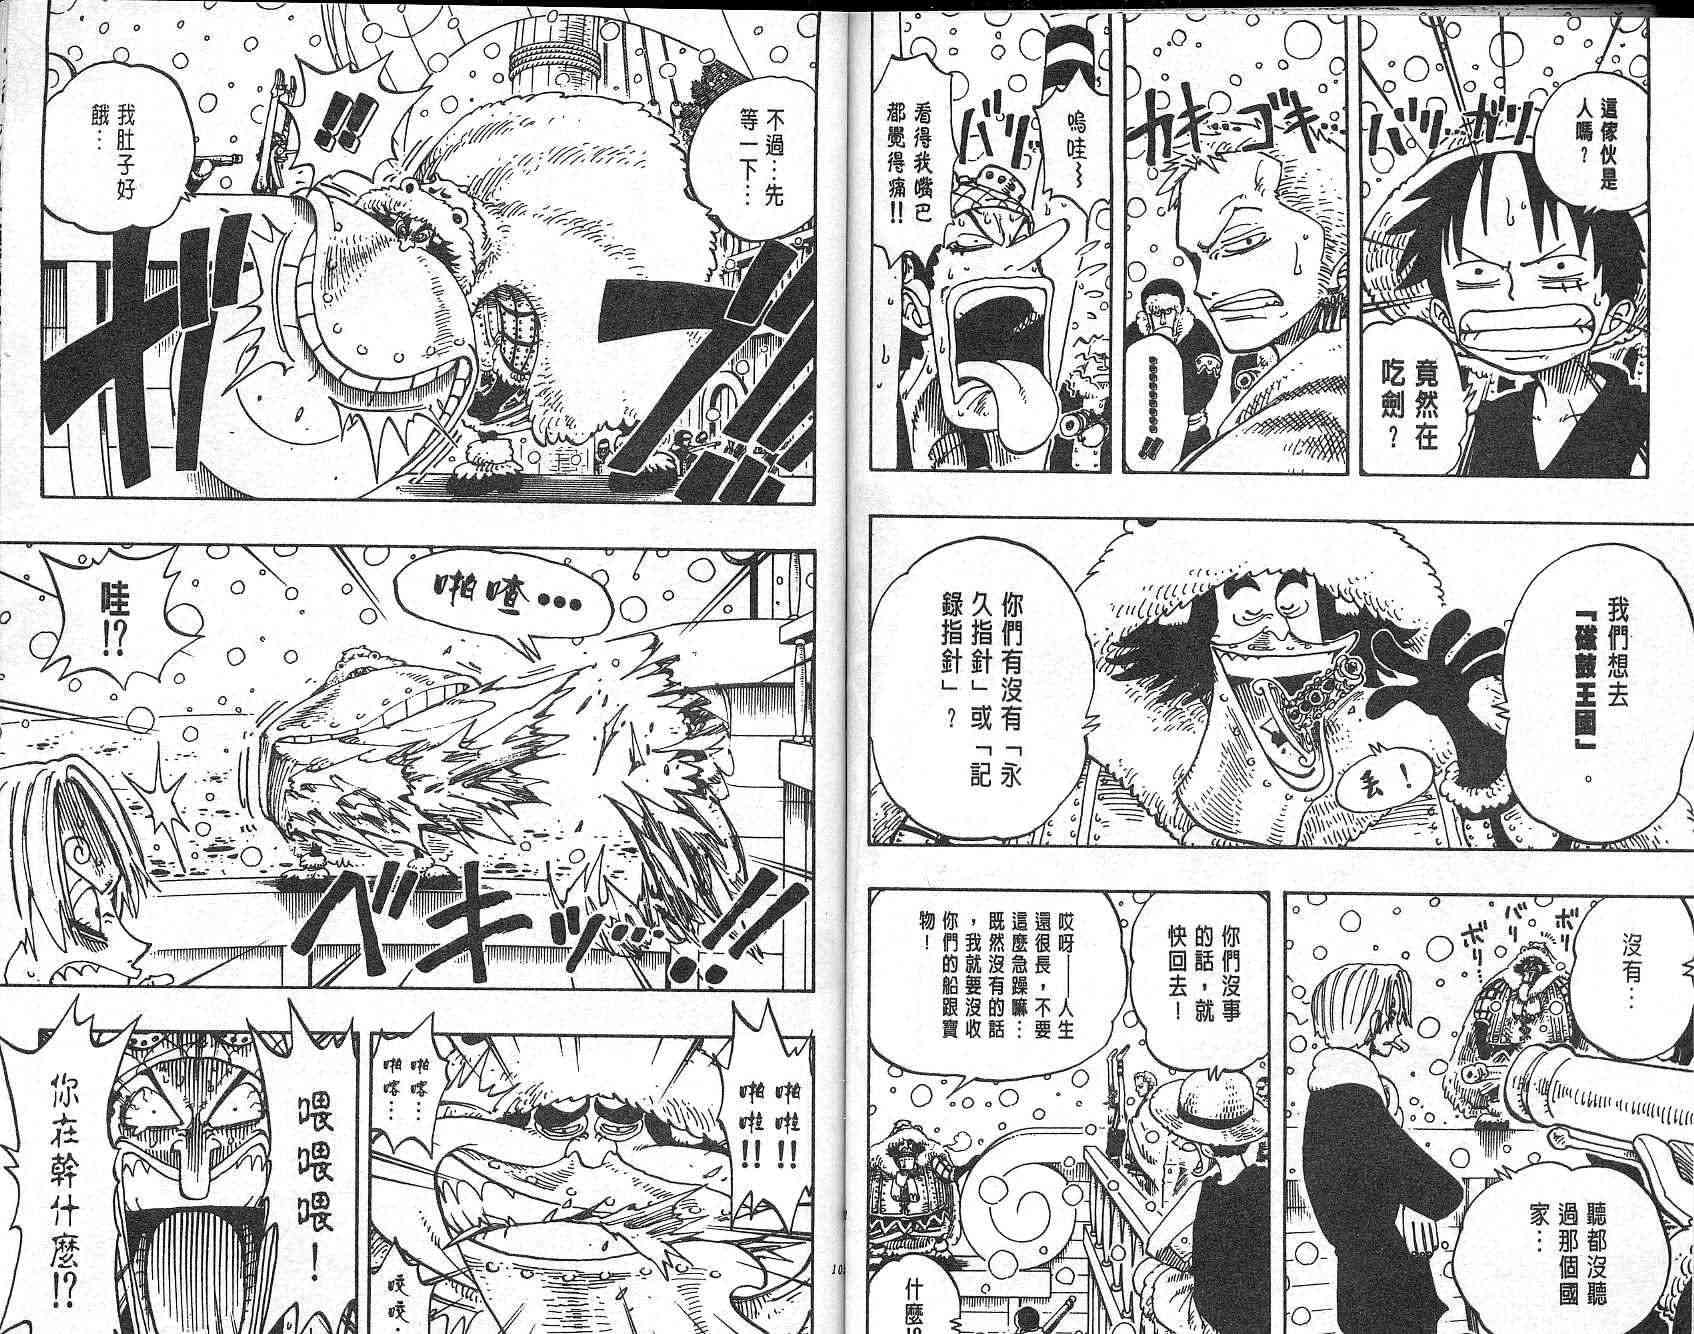 這傢伙是
人嗎？
竟然在
吃劍？
ガリ
バリ
ゴキ…
カキ
嗚哇～
看得我嘴巴
都覺得痛!!
我們想去
『磁鼓王國』。
你們有沒有「永
久指針」或「記
錄指針」？
丟！
沒有…
ボリ
バリ
ボリ…
聽都沒聽
過那個國
家…
你們沒事
的話，就
快回去！
哎呀──人生
還很長，不要
這麼急躁嘛…
既然沒有的話
，我就要沒收
你們的船跟寶
物！
什麼!?
不過…先
等一下…
!!
我肚子好
餓…
啪喳…
哇!?
ベキッ…!!
啪啦!!
啪啦!!
啪喀…
啪喀…
咬
咬…
喂喂喂！
你在幹什麼!?
10